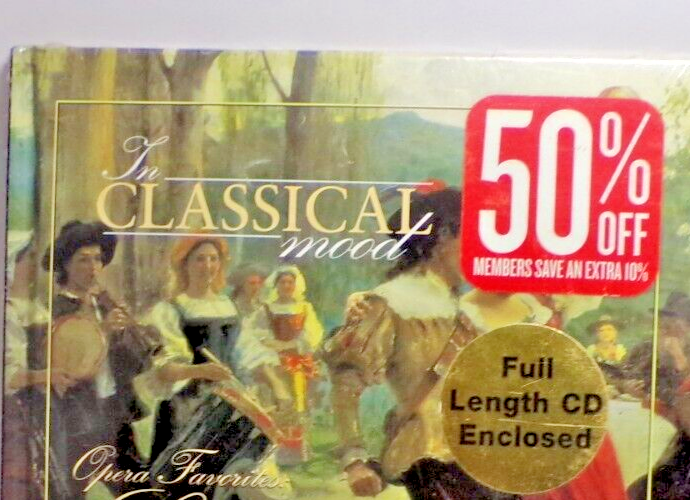 In
CLASSICAL
mood
50%
OFF
MEMBERS SAVE AN EXTRA 10%
Full
Length CD
Enclosed
Opera Favorites: